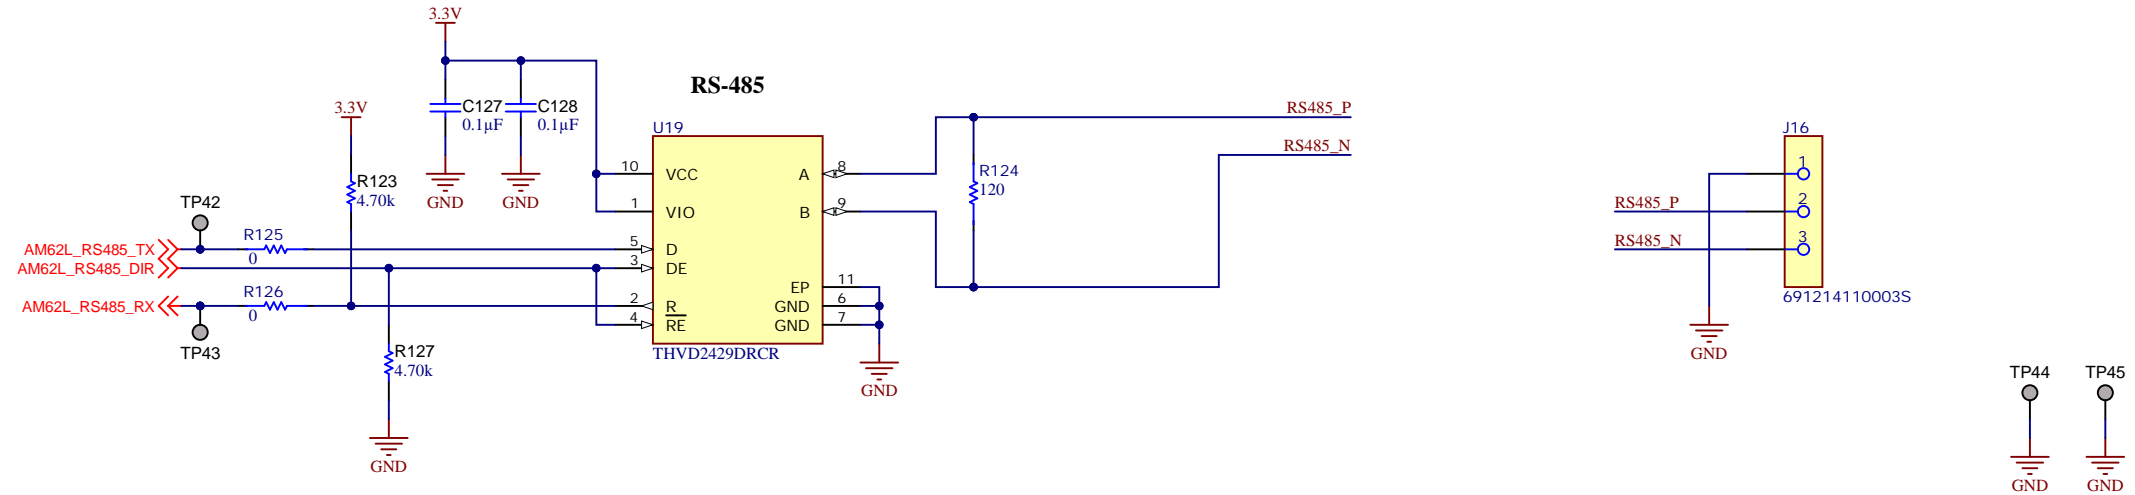 3.3V
RS-485
3.3V
C127
0.1µF
C128
0.1µF
RS485_P
RS485_N
U19
10 VCC
1 VIO
5 D
3 DE
2 R
4 RE
A 8
B 9
EP 11
GND 6
GND 7
THVD2429DRCR
GND
GND
GND
R123
4.70k
R124
120
TP42
R125
0
AM62L_RS485_TX
AM62L_RS485_DIR
R126
0
AM62L_RS485_RX
TP43
R127
4.70k
GND
J16
1
2
3
RS485_P
RS485_N
691214110003S
GND
TP44
TP45
GND
GND